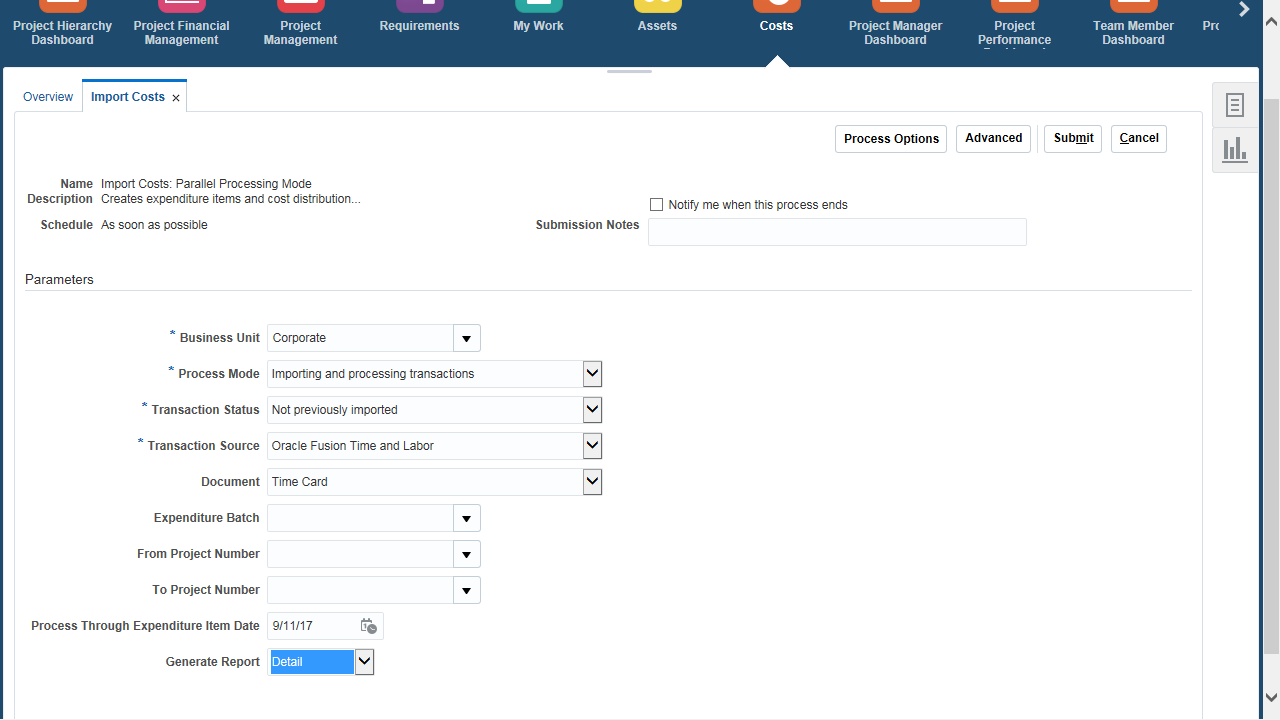 Project Hierarchy Dashboard
Project Financial Management
Project Management
Requirements
My Work
Assets
Costs
Project Manager Dashboard
Project Performance
Team Member Dashboard
Overview
Import Costs
Process Options
Advanced
Submit
Cancel
Name Import Costs: Parallel Processing Mode
Description Creates expenditure items and cost distribution...
Notify me when this process ends
Schedule As soon as possible
Submission Notes
Parameters
* Business Unit Corporate
* Process Mode Importing and processing transactions
* Transaction Status Not previously imported
* Transaction Source Oracle Fusion Time and Labor
Document Time Card
Expenditure Batch
From Project Number
To Project Number
Process Through Expenditure Item Date 9/11/17
Generate Report Detail